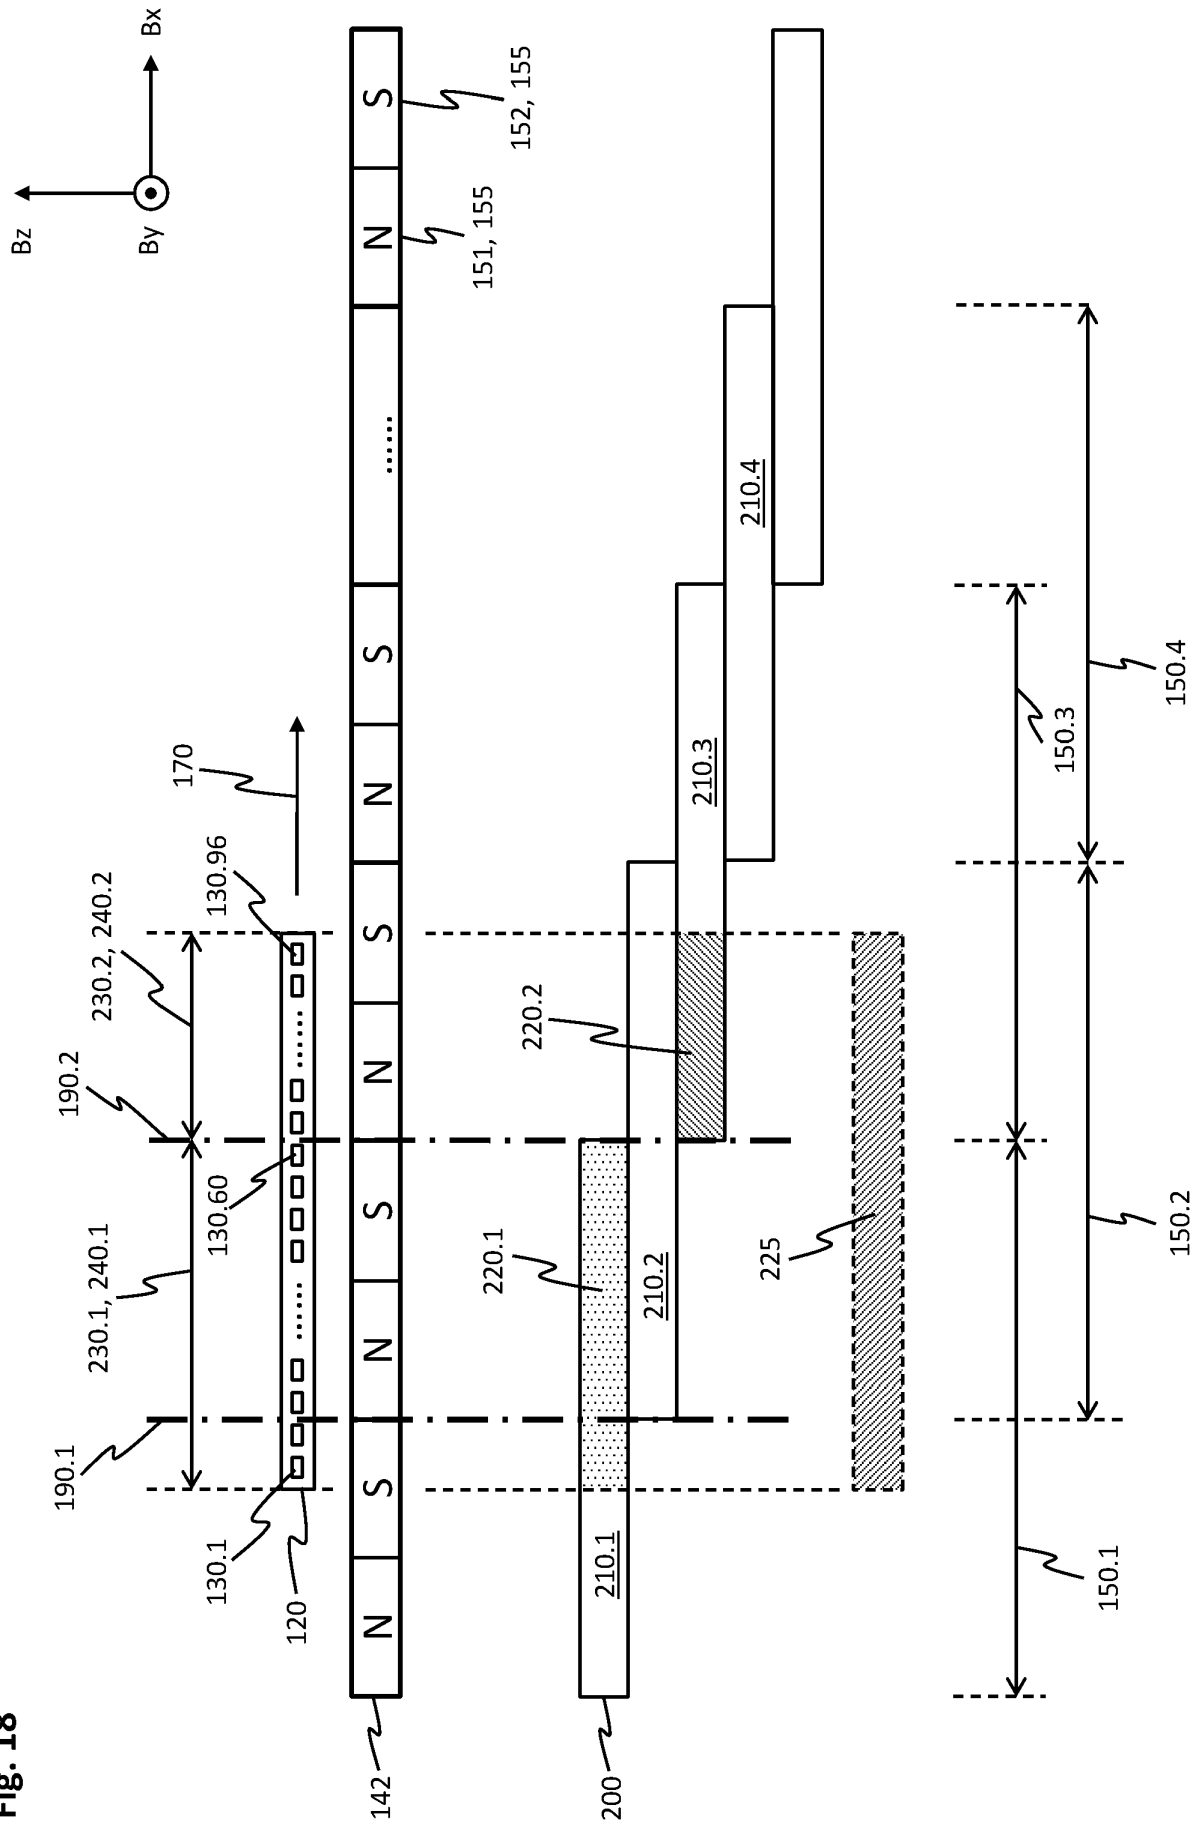 Fig. 18
Bz
By
Bx
190.1
230.1, 240.1
190.2
230.2, 240.2
130.1
120
130.60
130.96
170
142
N
S
N
S
N
S
N
S
......
N
S
151, 155
152, 155
......
......
200
210.1
220.1
210.2
220.2
210.3
210.4
225
150.1
150.2
150.3
150.4